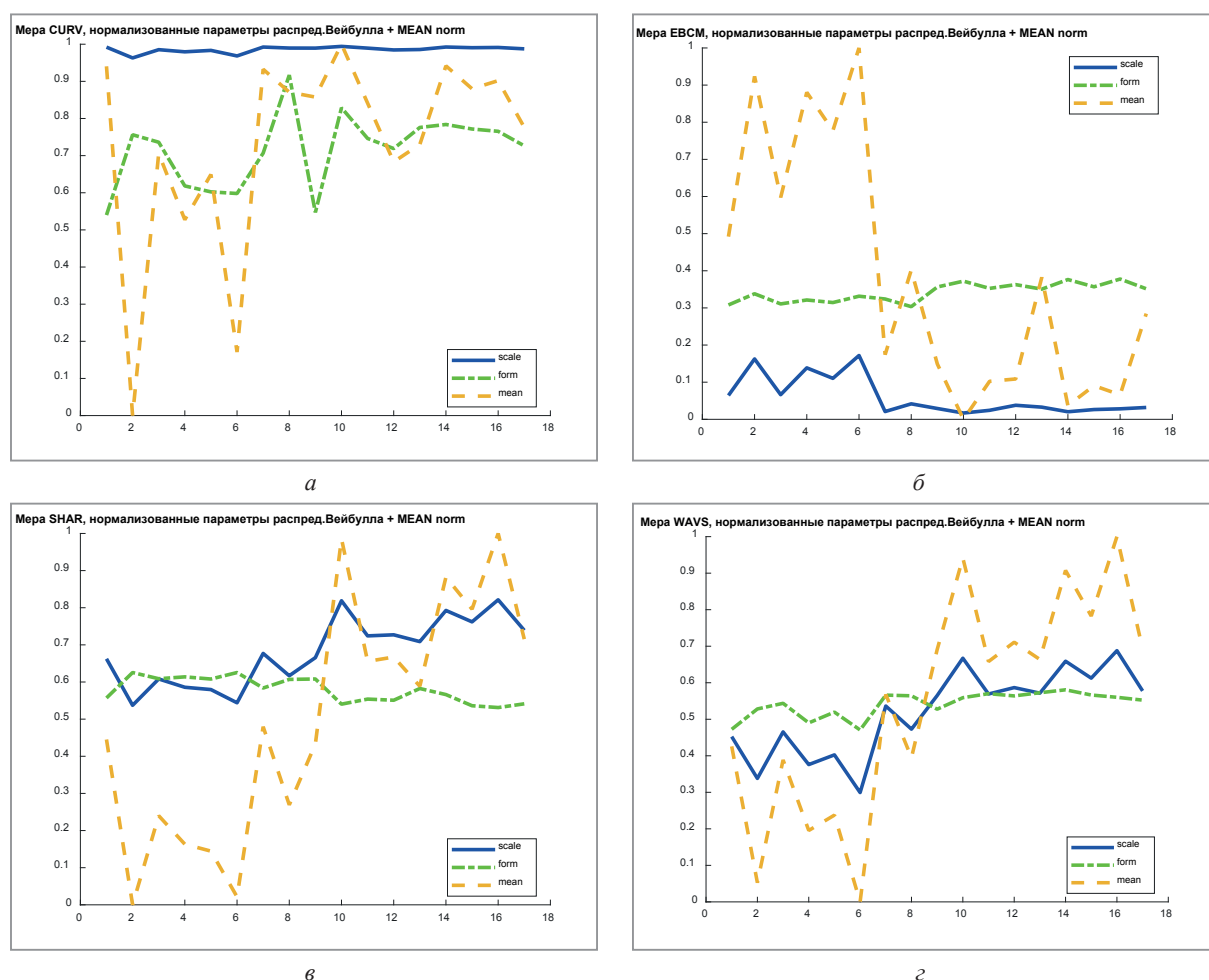 Мера CURV, нормализованные параметры распред.Вейбулла + MEAN norm
1
0.9
0.8
0.7
0.6
0.5
0.4
0.3
0.2
0.1
0
0 2 4 6 8 10 12 14 16 18
scale
form
mean
а
Мера EBCM, нормализованные параметры распред.Вейбулла + MEAN norm
1
0.9
0.8
0.7
0.6
0.5
0.4
0.3
0.2
0.1
0
0 2 4 6 8 10 12 14 16 18
scale
form
mean
б
Мера SHAR, нормализованные параметры распред.Вейбулла + MEAN norm
1
0.9
0.8
0.7
0.6
0.5
0.4
0.3
0.2
0.1
0
0 2 4 6 8 10 12 14 16 18
scale
form
mean
в
Мера WAVS, нормализованные параметры распред.Вейбулла + MEAN norm
1
0.9
0.8
0.7
0.6
0.5
0.4
0.3
0.2
0.1
0
0 2 4 6 8 10 12 14 16 18
scale
form
mean
г